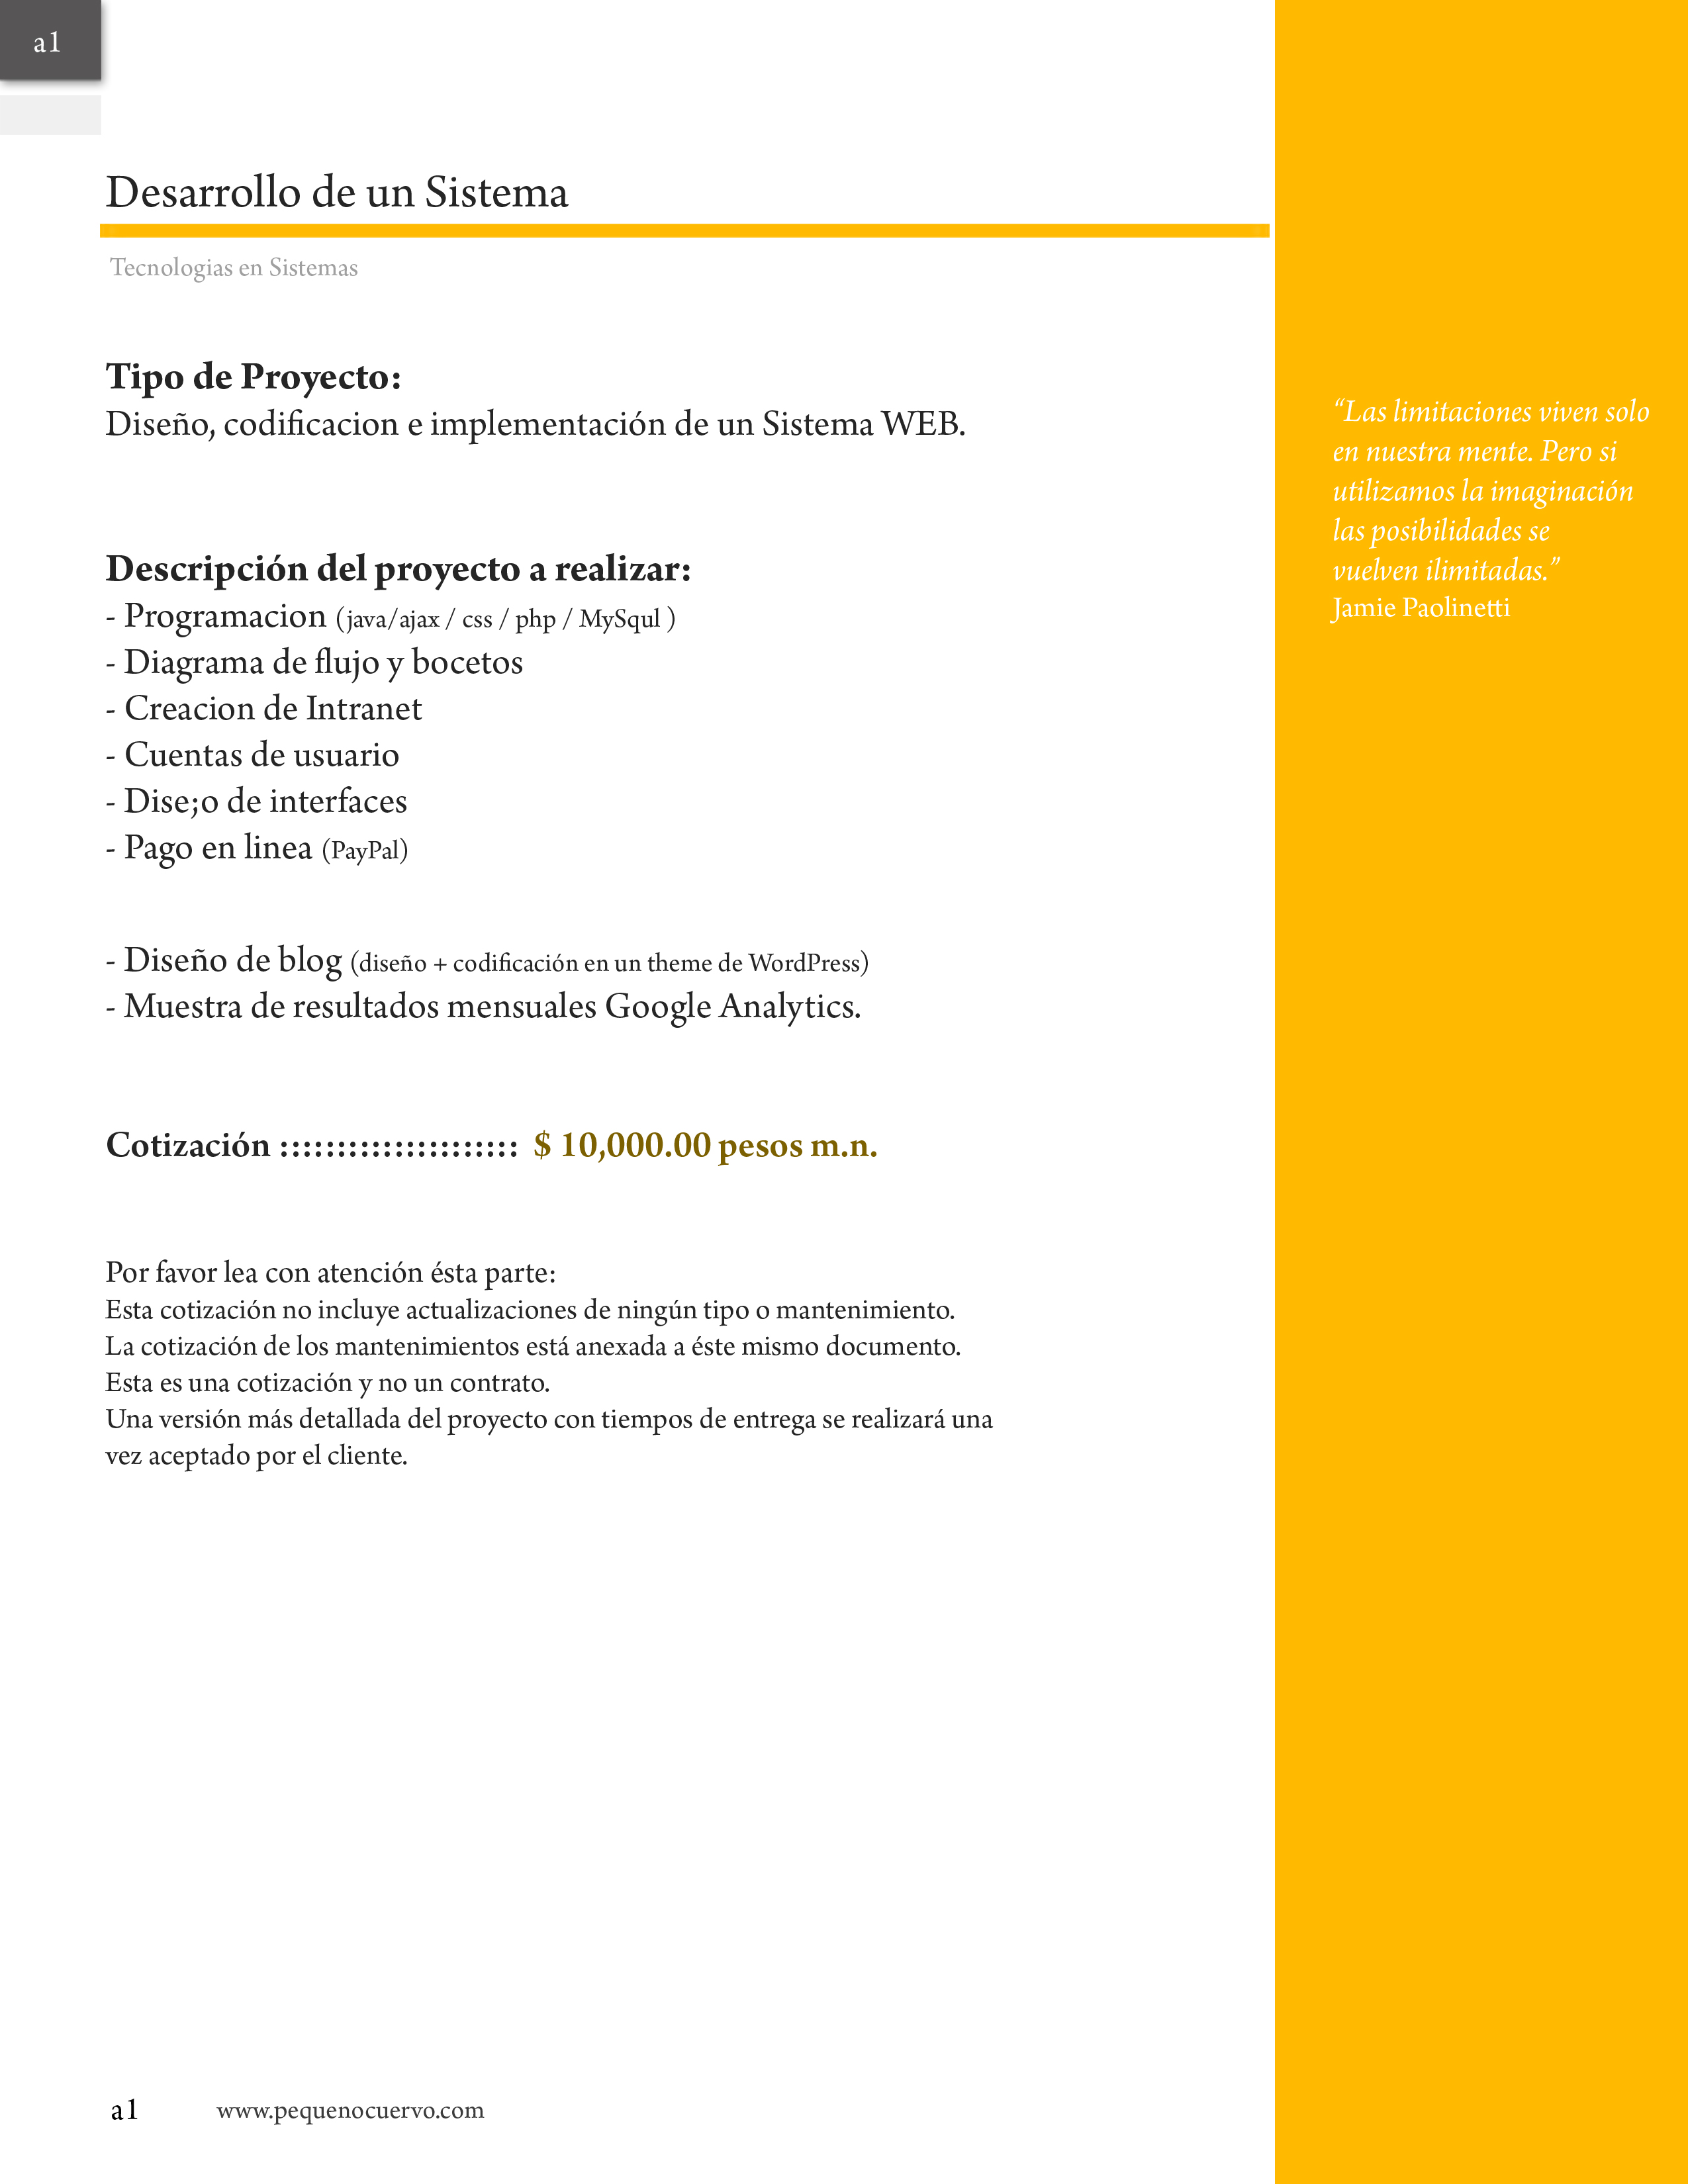 a1
Desarrollo de un Sistema
Tecnologias en Sistemas
Tipo de Proyecto:
Diseño, codificacion e implementación de un Sistema WEB.
Descripción del proyecto a realizar:
- Programacion (java/ajax / css / php / MySqul )
- Diagrama de flujo y bocetos
- Creacion de Intranet
- Cuentas de usuario
- Dise;o de interfaces
- Pago en linea (PayPal)
- Diseño de blog (diseño + codificación en un theme de WordPress)
- Muestra de resultados mensuales Google Analytics.
Cotización ::::::::::::::::::::: $ 10,000.00 pesos m.n.
Por favor lea con atención ésta parte:
Esta cotización no incluye actualizaciones de ningún tipo o mantenimiento.
La cotización de los mantenimientos está anexada a éste mismo documento.
Esta es una cotización y no un contrato.
Una versión más detallada del proyecto con tiempos de entrega se realizará una
vez aceptado por el cliente.
“Las limitaciones viven solo
en nuestra mente. Pero si
utilizamos la imaginación
las posibilidades se
vuelven ilimitadas.”
Jamie Paolinetti
a1 www.pequenocuervo.com